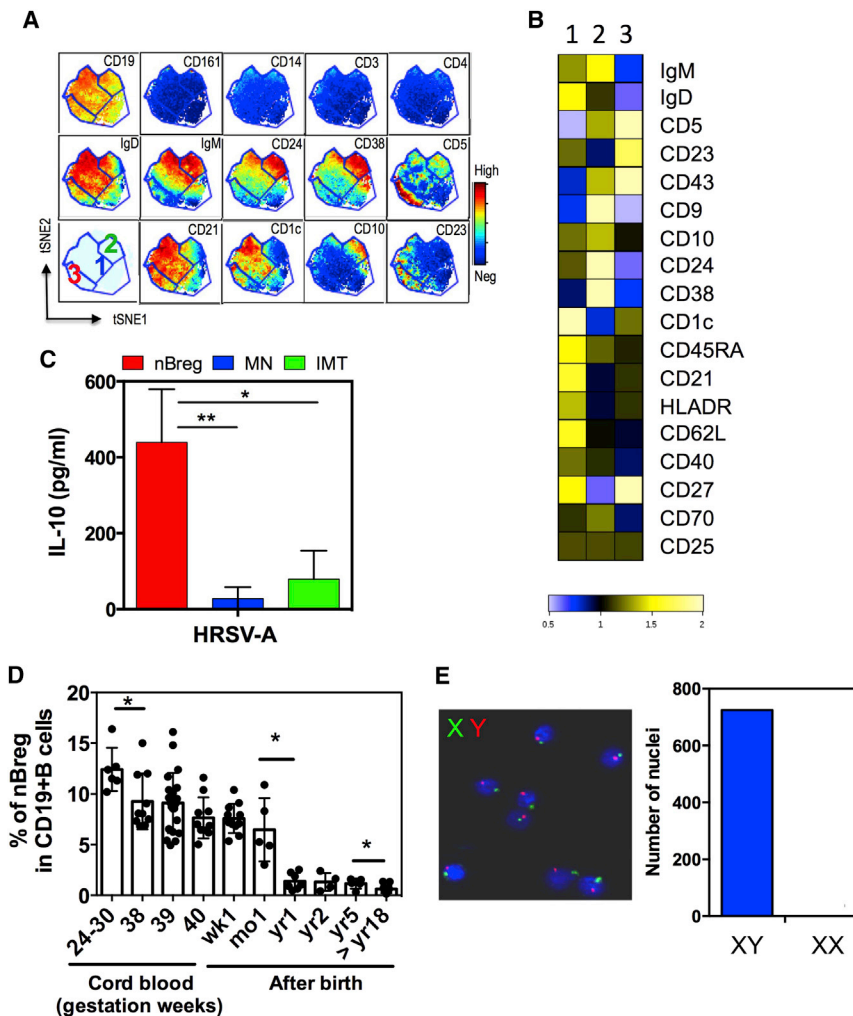 A
CD19 CD161 CD14 CD3 CD4
IgD IgM CD24 CD38 CD5
High
Neg
2
1
3
CD21 CD1c CD10 CD23
tSNE2
tSNE1
B
1 2 3
IgM
IgD
CD5
CD23
CD43
CD9
CD10
CD24
CD38
CD1c
CD45RA
CD21
HLADR
CD62L
CD40
CD27
CD70
CD25
0.5 1 1.5 2
C
nBreg MN IMT
600
400
200
0
IL-10 (pg/ml)
*
**
HRSV-A
D
20
15
10
5
0
% of nBreg
in CD19+B cells
* * *
24-30 38 39 40 wk1 mo1 yr1 yr2 yr5 > yr18
Cord blood
(gestation weeks)
After birth
E
X Y
800
600
400
200
0
Number of nuclei
XY XX